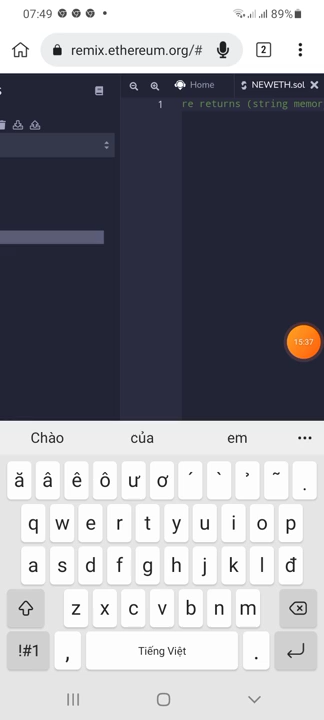 07:49 89%
remix.ethereum.org/# 2
Home NEWETH.sol
1 re returns (string memor
15:37
Chào của em
ă â ê ô ư ơ ´ ` ̉ ~ .
q w e r t y u i o p
a s d f g h j k l đ
z x c v b n m
!#1 , Tiếng Việt .